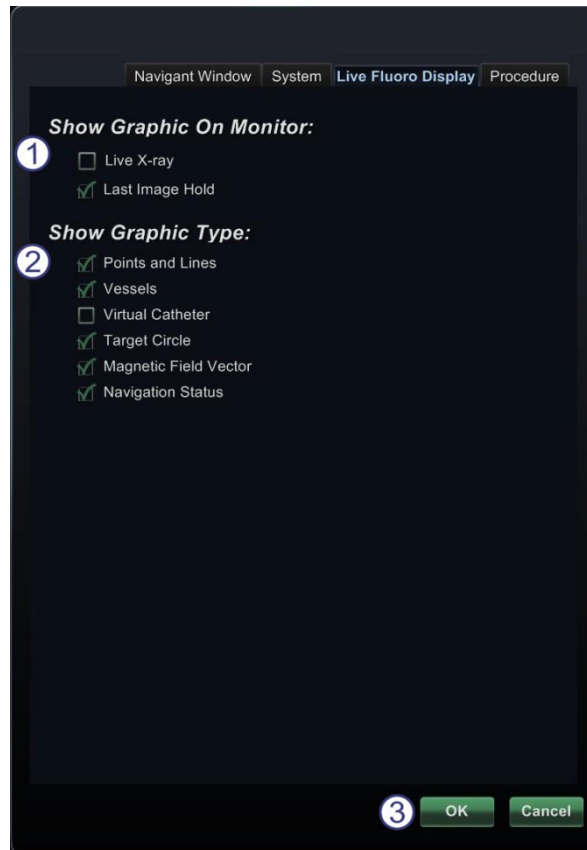 Navigant Window System Live Fluoro Display Procedure
Show Graphic On Monitor:
1
Live X-ray
Last Image Hold
Show Graphic Type:
2
Points and Lines
Vessels
Virtual Catheter
Target Circle
Magnetic Field Vector
Navigation Status
3 OK Cancel